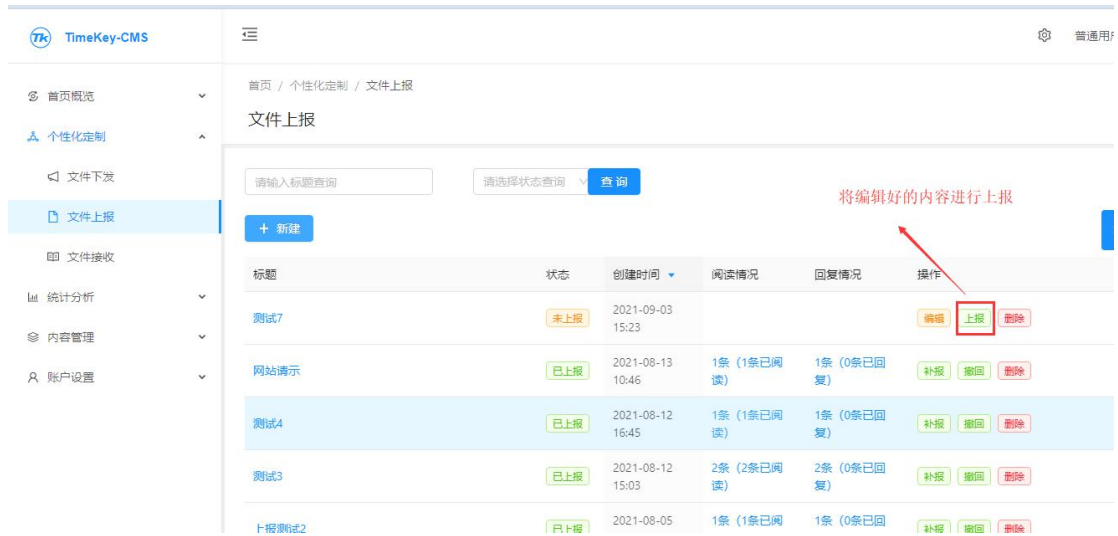 TK TimeKey-CMS
普通用
首页概览
个性化定制
文件下发
文件上报
文件接收
统计分析
内容管理
账户设置
首页 / 个性化定制 / 文件上报
文件上报
请输入标题查询 请选择状态查询 查询
将编辑好的内容进行上报
+ 新建
标题 状态 创建时间 阅读情况 回复情况 操作
测试7 未上报 2021-09-03 编辑 上报 删除
15:23
网站请示 已上报 2021-08-13 1条 (1条已阅 1条 (0条已回 补报 撤回 删除
10:46 读) 复)
测试4 已上报 2021-08-12 1条 (1条已阅 1条 (0条已回 补报 撤回 删除
16:45 读) 复)
测试3 已上报 2021-08-12 2条 (2条已阅 2条 (0条已回 补报 撤回 删除
15:03 读) 复)
上报测试2 已上报 2021-08-05 1条 (1条已阅 1条 (0条已回 补报 撤回 删除